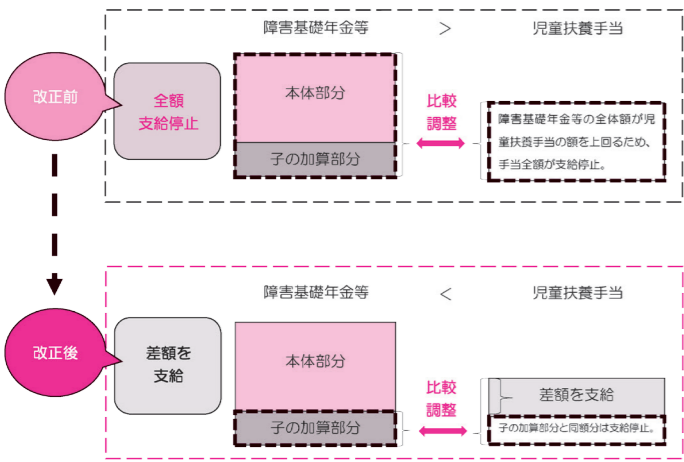 障害基礎年金等 > 児童扶養手当
改正前
全額
支給停止
本体部分
子の加算部分
比較
調整
障害基礎年金等の全体額が児
童扶養手当の額を上回るため、
手当全額が支給停止。
障害基礎年金等 < 児童扶養手当
改正後
差額を
支給
本体部分
子の加算部分
比較
調整
差額を支給
子の加算部分と同額分は支給停止。